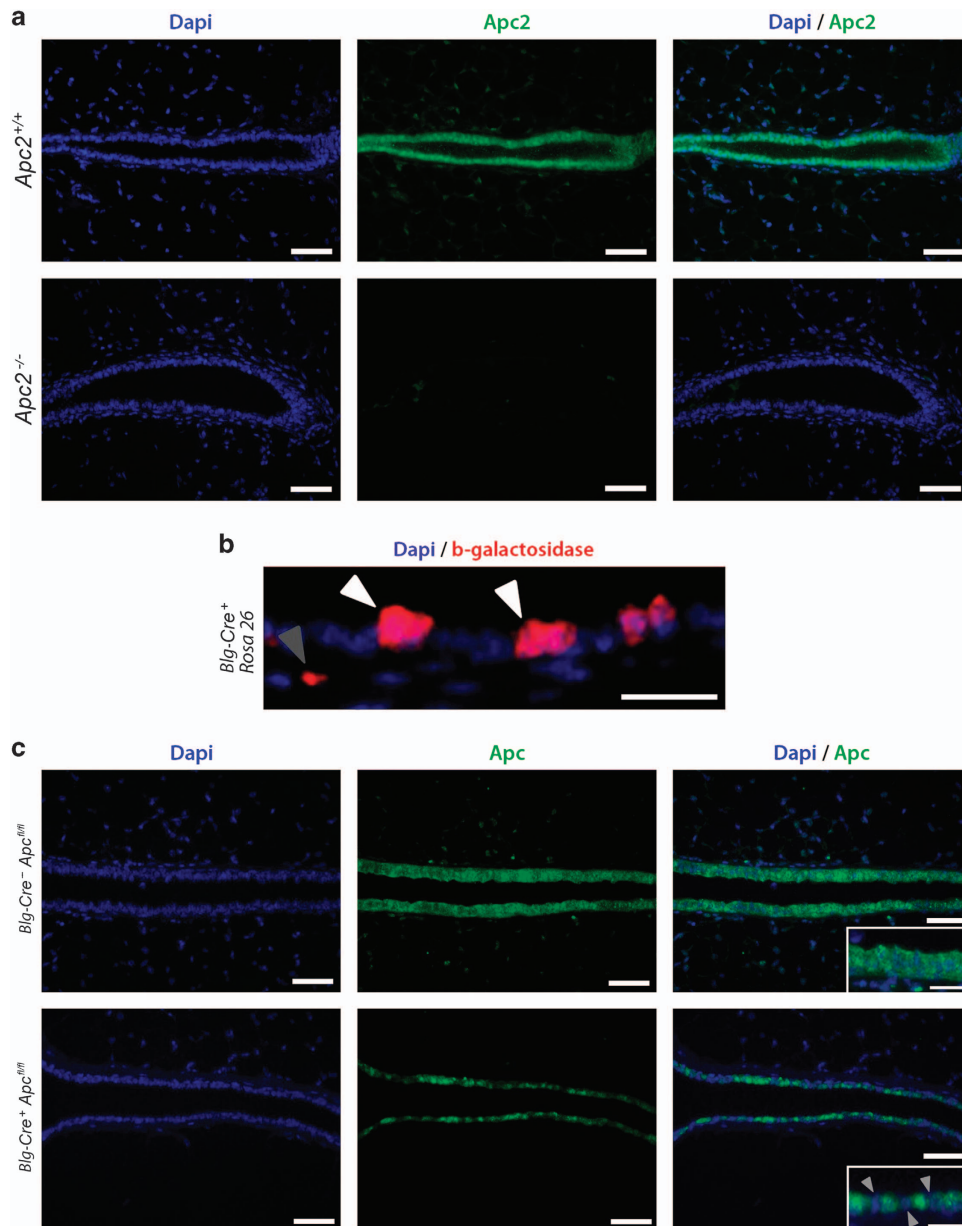 a
Dapi
Apc2
Dapi / Apc2
Apc2+/+
Apc2-/-
b
Dapi / b-galactosidase
Blg-Cre+
Rosa 26
c
Dapi
Apc
Dapi / Apc
Blg-Cre− Apcfl/fl
Blg-Cre+ Apcfl/fl